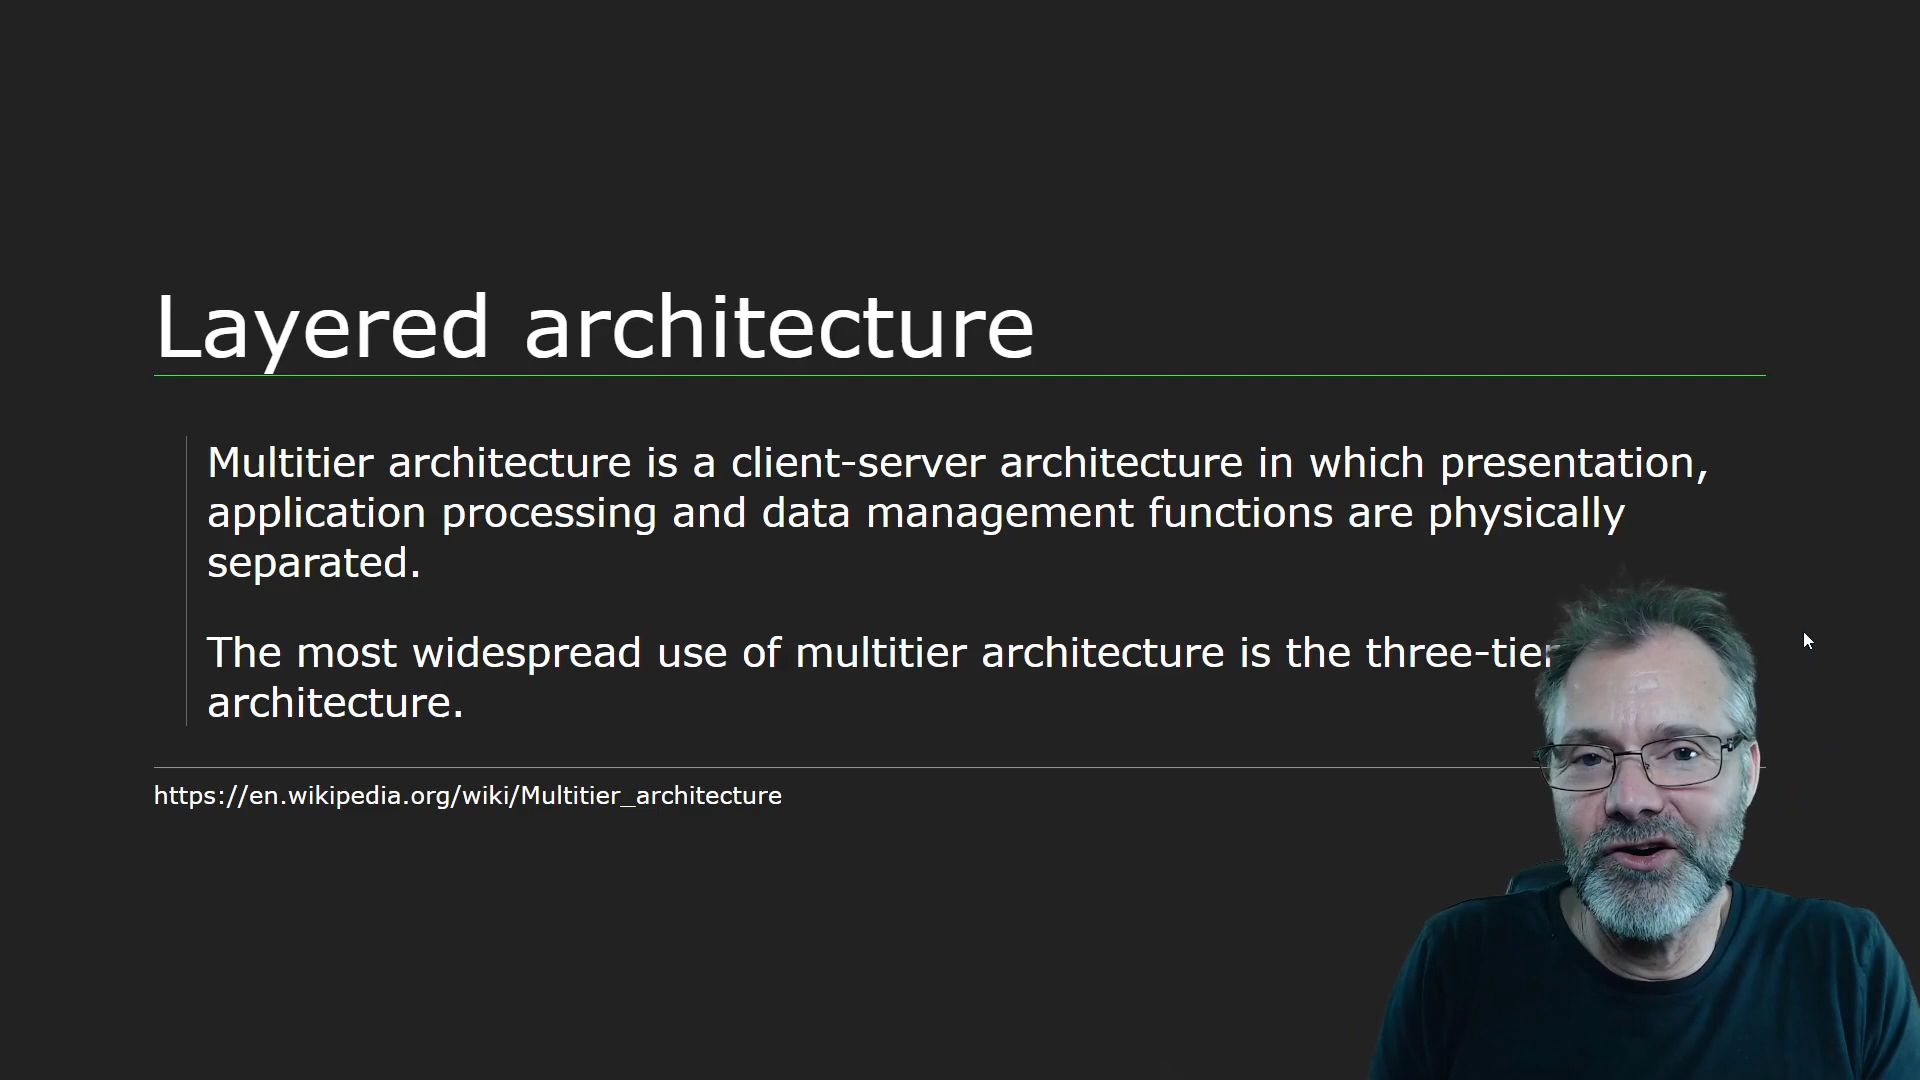 Layered architecture
Multitier architecture is a client-server architecture in which presentation,
application processing and data management functions are physically
separated.
The most widespread use of multitier architecture is the three-tier
architecture.
https://en.wikipedia.org/wiki/Multitier_architecture